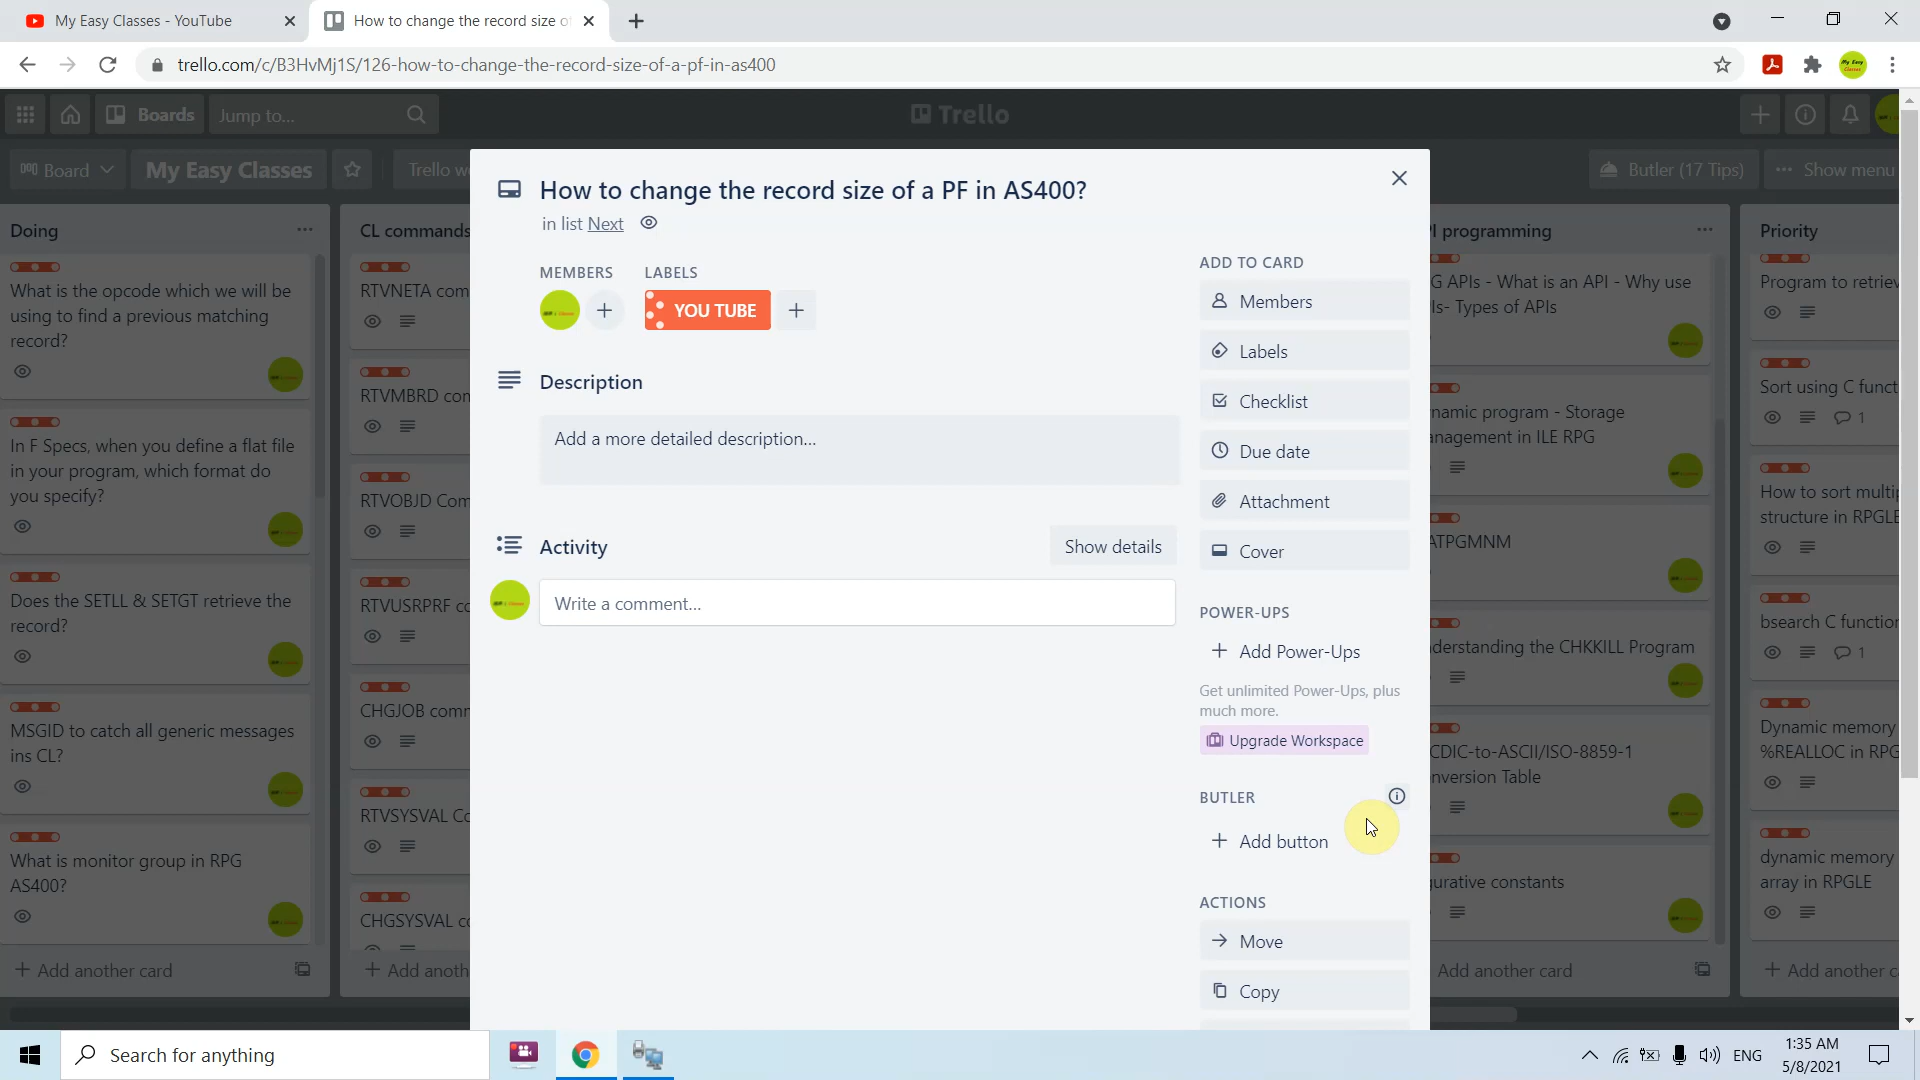 My Easy Classes - YouTube
How to change the record size o
trello.com/c/B3HvMj1S/126-how-to-change-the-record-size-of-a-pf-in-as400
Boards
Jump to...
Trello
Board
My Easy Classes
Butler (17 Tips)
Show menu
How to change the record size of a PF in AS400?
in list Next
MEMBERS
LABELS
YOU TUBE
Description
Add a more detailed description...
Activity
Show details
Write a comment...
ADD TO CARD
Members
Labels
Checklist
Due date
Attachment
Cover
POWER-UPS
Add Power-Ups
Get unlimited Power-Ups, plus
much more.
Upgrade Workspace
BUTLER
Add button
ACTIONS
Move
Copy
Doing
What is the opcode which we will be
using to find a previous matching
record?
In F Specs, when you define a flat file
in your program, which format do
you specify?
Does the SETLL & SETGT retrieve the
record?
MSGID to catch all generic messages
ins CL?
What is monitor group in RPG
AS400?
Add another card
CL commands
RTVNETA com
RTVMBRD con
RTVOBJD Com
RTVUSRPRF co
CHGJOB comm
RTVSYSVAL Co
CHGSYSVAL co
Add anoth
I programming
G APIs - What is an API - Why use
Is- Types of APIs
namic program - Storage
nagement in ILE RPG
ATPGMNM
derstanding the CHKKILL Program
CDIC-to-ASCII/ISO-8859-1
nversion Table
gurative constants
Add another card
Priority
Program to retriev
Sort using C funct
1
How to sort multip
structure in RPGLE
bsearch C function
1
Dynamic memory
%REALLOC in RPG
dynamic memory
array in RPGLE
Add another c
Search for anything
ENG
1:35 AM
5/8/2021